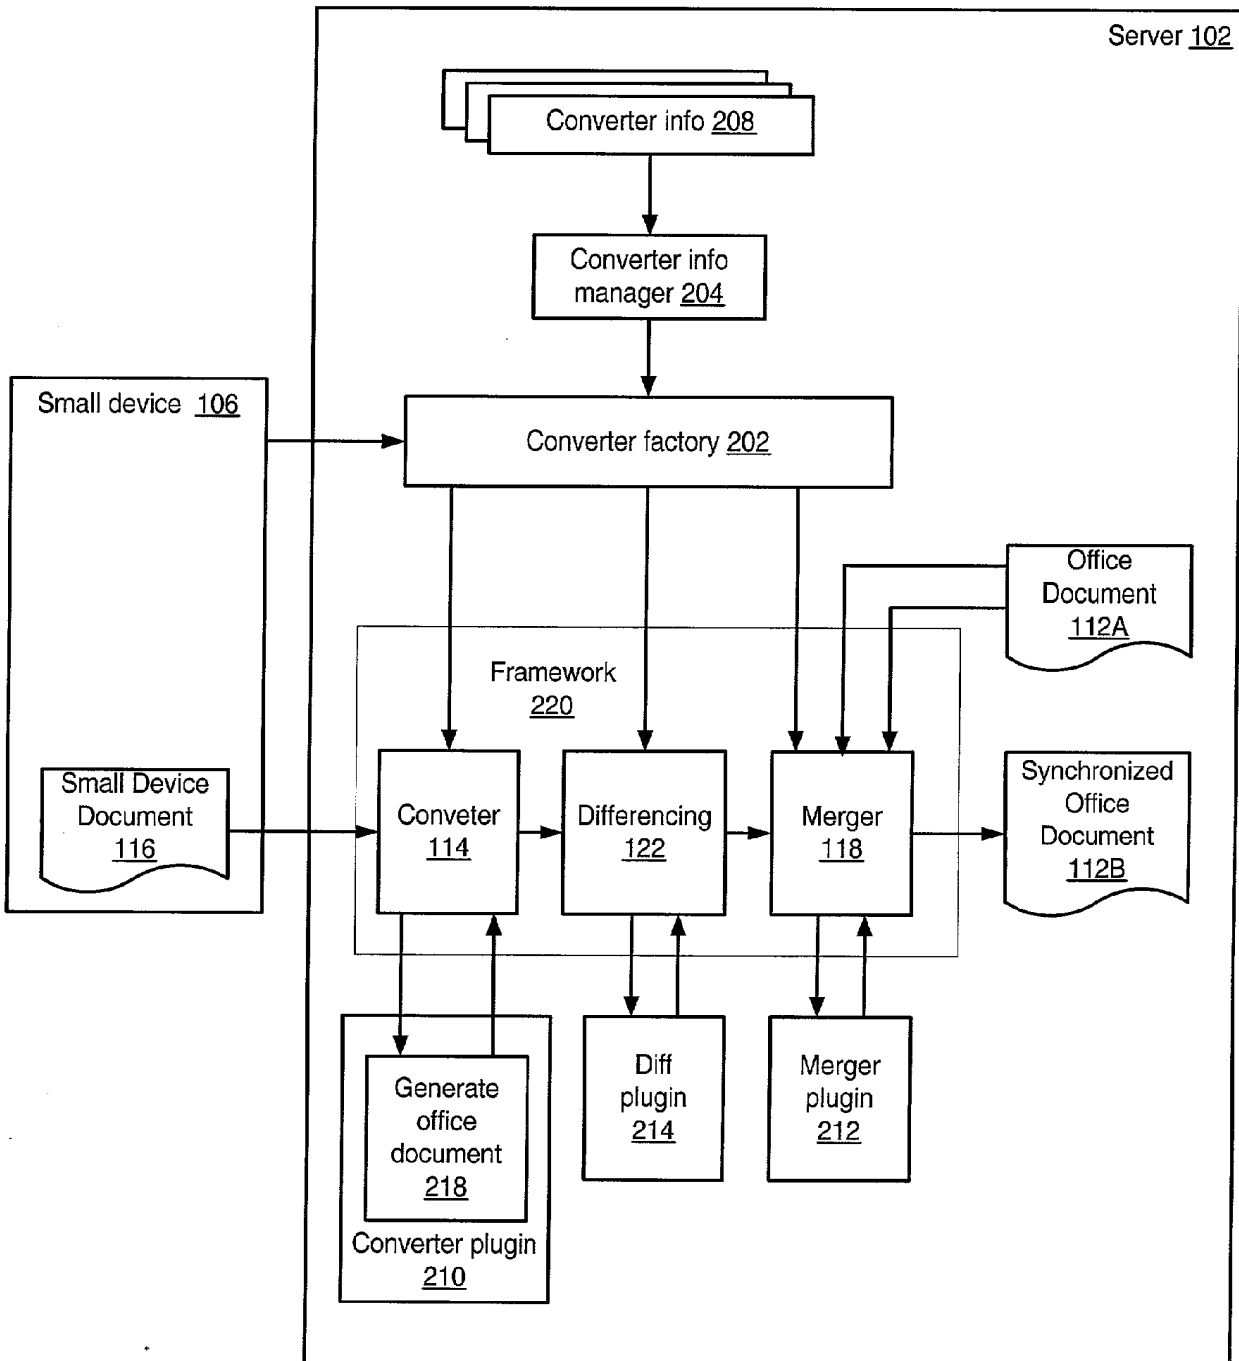 Server 102
Converter info 208
Converter info
manager 204
Small device 106
Converter factory 202
Office
Document
112A
Framework
220
Small Device
Document
116
Conveter
114
Differencing
122
Merger
118
Synchronized
Office
Document
112B
Generate
office
document
218
Converter plugin
210
Diff
plugin
214
Merger
plugin
212